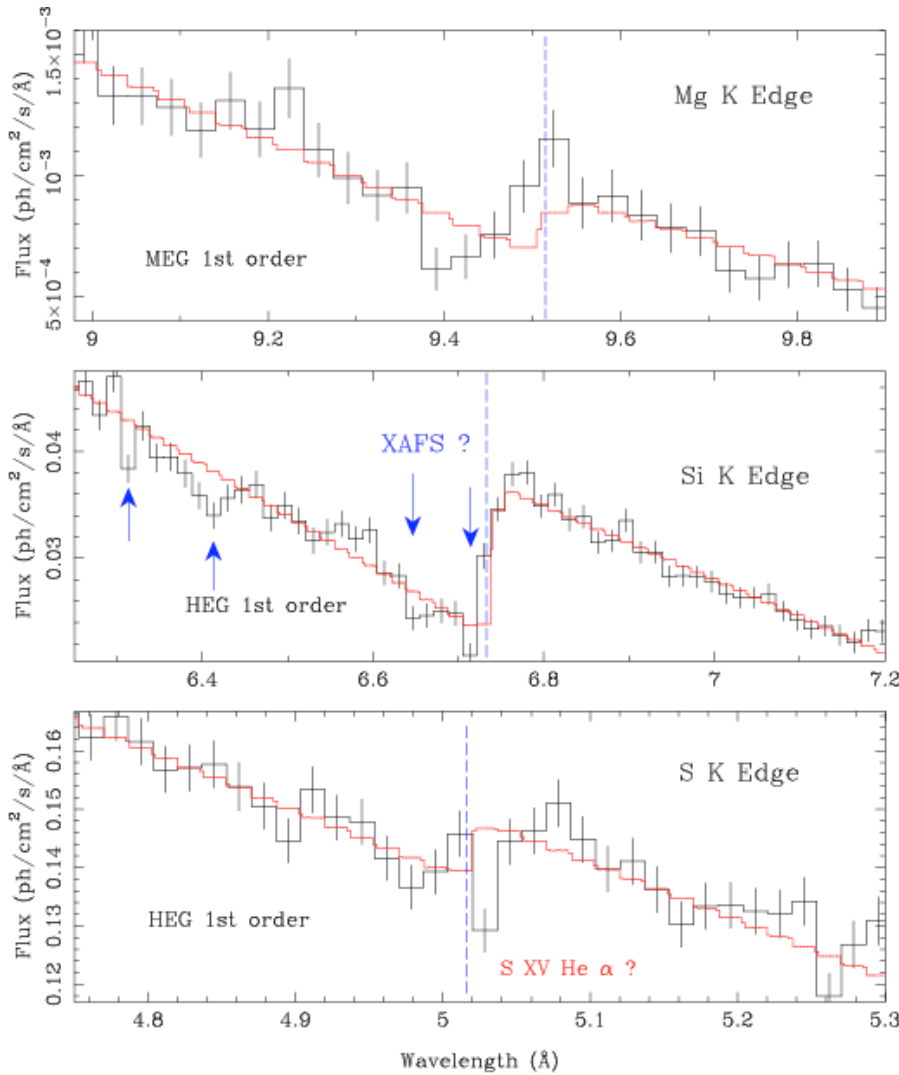 Flux (ph/cm²/s/Å)
5×10⁻⁴ 10⁻³ 1.5×10⁻³
Mg K Edge
MEG 1st order
9 9.2 9.4 9.6 9.8
Flux (ph/cm²/s/Å)
0.03 0.04
XAFS ?
Si K Edge
HEG 1st order
6.4 6.6 6.8 7 7.2
Flux (ph/cm²/s/Å)
0.12 0.13 0.14 0.15 0.16
S K Edge
HEG 1st order
S XV He α ?
4.8 4.9 5 5.1 5.2 5.3
Wavelength (Å)